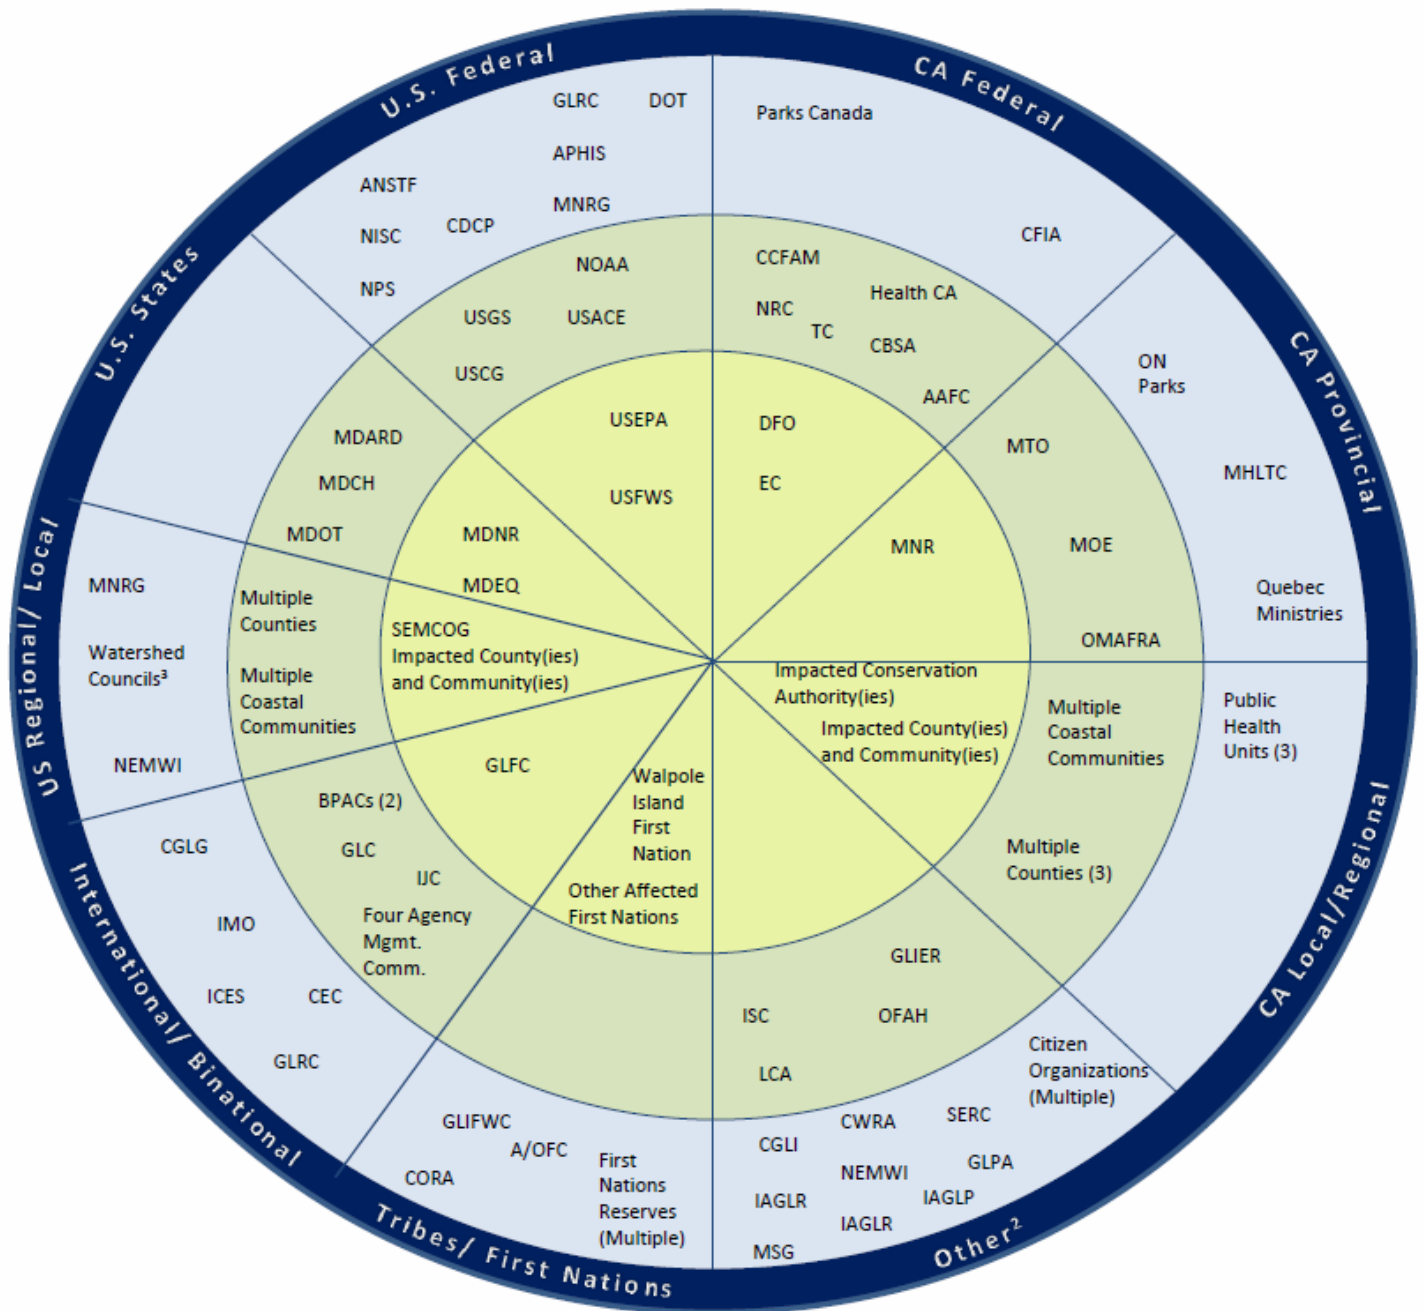 U.S. Federal
CA Federal
GLRC
DOT
Parks Canada
APHIS
ANSTF
MNRG
CDCP
NISC
CFIA
NPS
NOAA
CCFAM
Health CA
USGS
USACE
NRC
TC
CBSA
USCG
AAFC
USEPA
DFO
USFWS
EC
U.S. States
MDARD
MDCH
MDOT
MDNR
MDEQ
CA Provincial
ON
Parks
MTO
MHLTC
MNR
MOE
Quebec
Ministries
OMAFRA
US Regional/ Local
MNRG
Watershed
Councils³
NEMWI
Multiple
Counties
Multiple
Coastal
Communities
SEMCOG
Impacted County(ies)
and Community(ies)
Impacted Conservation
Authority(ies)
Impacted County(ies)
and Community(ies)
Multiple
Coastal
Communities
Multiple
Counties (3)
Public
Health
Units (3)
CA Local/Regional
International/ Binational
GLFC
BPACs (2)
GLC
IJC
Four Agency
Mgmt.
Comm.
CGLG
IMO
ICES
CEC
GLRC
Walpole
Island
First
Nation
Other Affected
First Nations
GLIFWC
A/OFC
CORA
First
Nations
Reserves
(Multiple)
Tribes/ First Nations
GLIER
ISC
OFAH
LCA
Citizen
Organizations
(Multiple)
CWRA
SERC
CGLI
NEMWI
GLPA
IAGLR
IAGLP
IAGLR
MSG
Other²